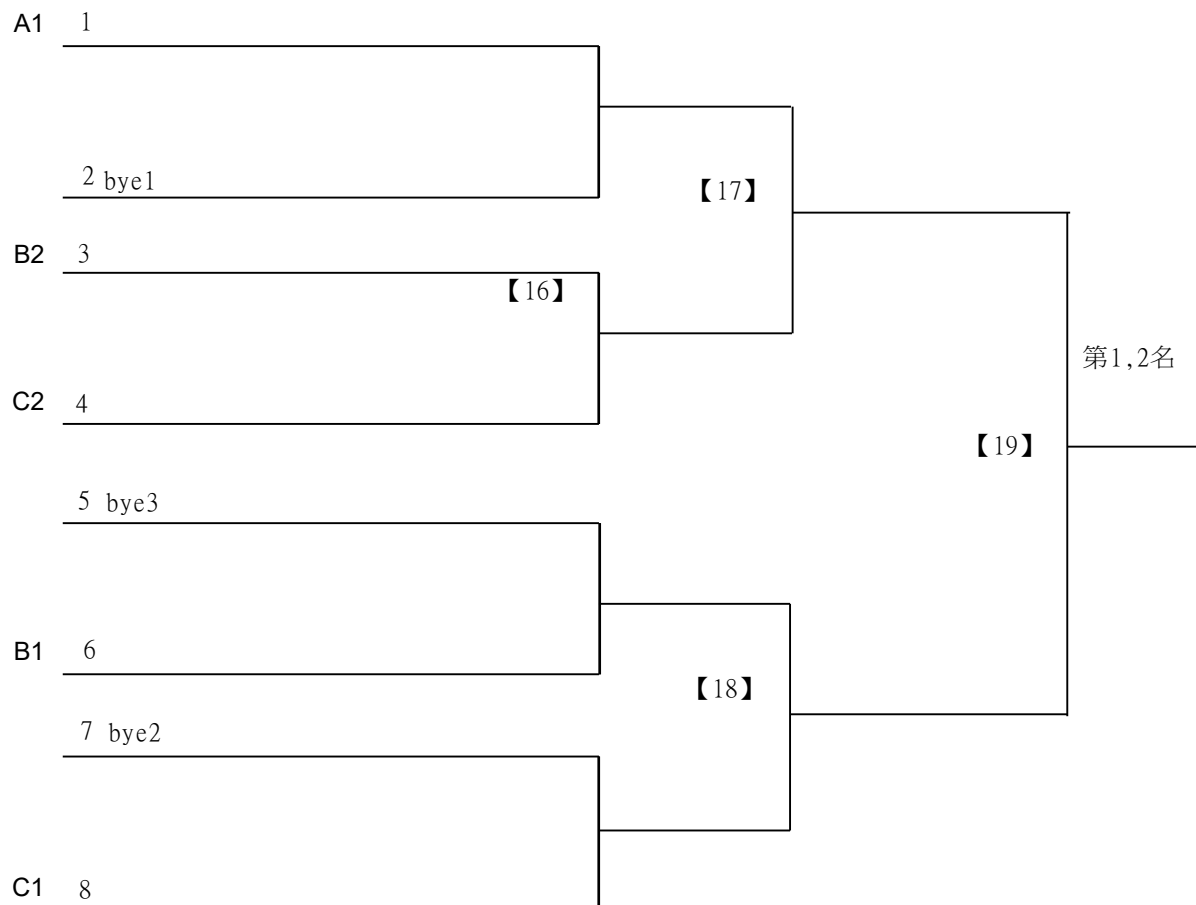 A1 1
2 bye1
【17】
B2 3
【16】
第1,2名
C2 4
【19】
5 bye3
B1 6
【18】
7 bye2
C1 8